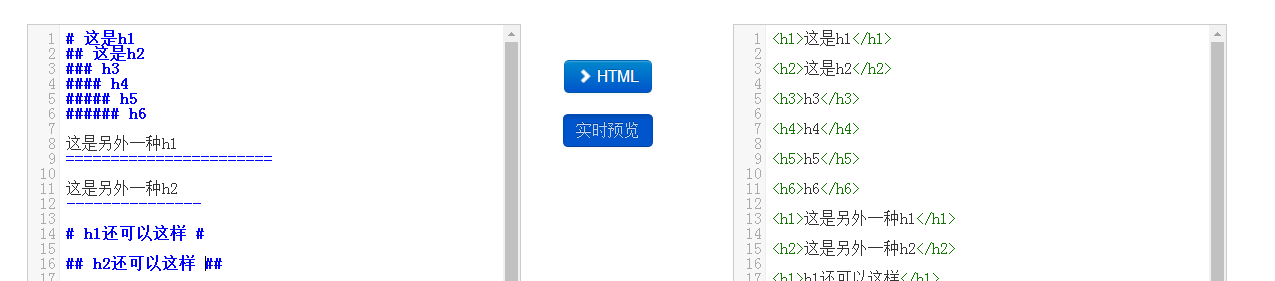 1 # 这是h1
2 ## 这是h2
3 ### h3
4 #### h4
5 ##### h5
6 ###### h6
7
8 这是另外一种h1
9 =======================
10
11 这是另外一种h2
12 ---------------
13
14 # h1还可以这样 #
15
16 ## h2还可以这样 ##
17
HTML
实时预览
1 <h1>这是h1</h1>
2
3 <h2>这是h2</h2>
4
5 <h3>h3</h3>
6
7 <h4>h4</h4>
8
9 <h5>h5</h5>
10
11 <h6>h6</h6>
12
13 <h1>这是另外一种h1</h1>
14
15 <h2>这是另外一种h2</h2>
16
17 <h1>h1还可以这样</h1>